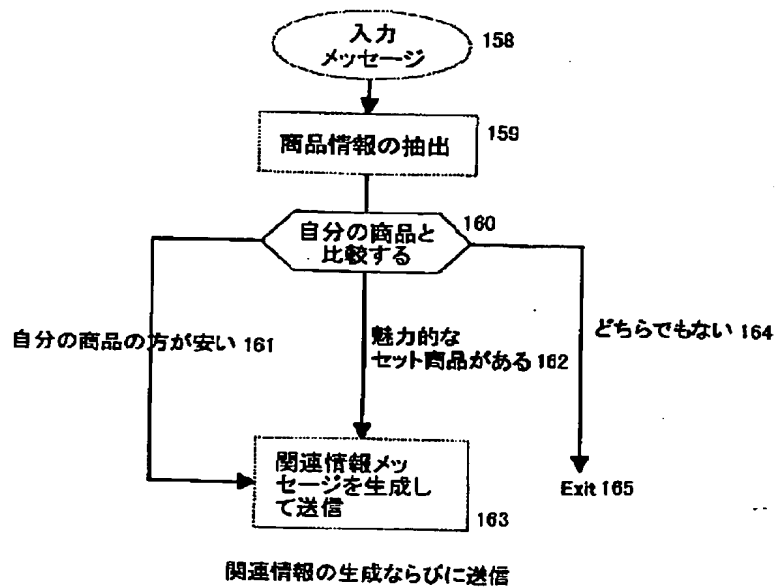 入力
メッセージ
158
商品情報の抽出
159
自分の商品と
比較する
160
自分の商品の方が安い 161
魅力的な
セット商品がある 162
どちらでもない 164
関連情報メッ
セージを生成し
て送信
163
Exit 165
関連情報の生成ならびに送信